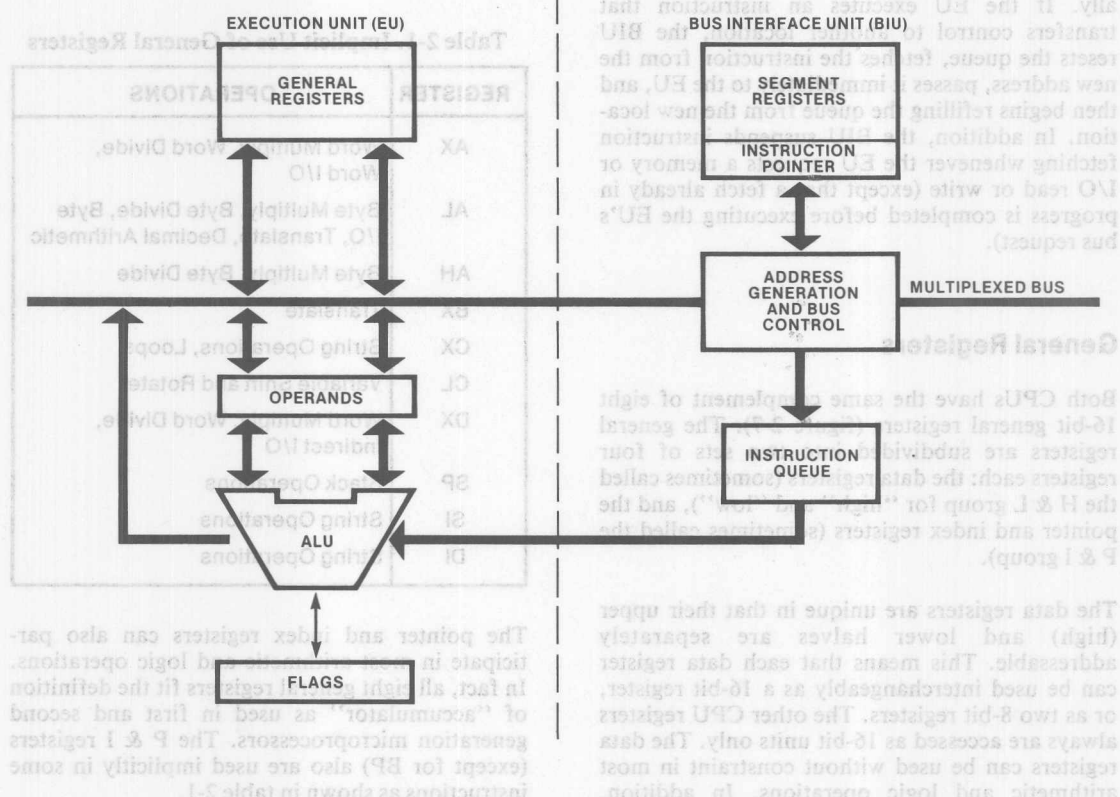 EXECUTION UNIT (EU)
BUS INTERFACE UNIT (BIU)
GENERAL
REGISTERS
SEGMENT
REGISTERS
INSTRUCTION
POINTER
ADDRESS
GENERATION
AND BUS
CONTROL
MULTIPLEXED BUS
OPERANDS
INSTRUCTION
QUEUE
ALU
FLAGS
ally. If the EU executes an instruction that
transfers control to another location, the BIU
resets the queue, fetches the instruction from the
new address, passes it immediately to the EU, and
then begins refilling the queue from the new loca-
tion. In addition, the BIU suspends instruction
fetching whenever the EU requests a memory or
I/O read or write (except that a fetch already in
progress is completed before executing the EU's
bus request).
General Registers
Both CPUs have the same complement of eight
16-bit general registers (figure 2-7). The general
registers are subdivided into two sets of four
registers each: the data registers (sometimes called
the H & L group for "high" and "low"), and the
pointer and index registers (sometimes called the
P & I group).
The data registers are unique in that their upper
(high) and lower halves are separately
addressable. This means that each data register
can be used interchangeably as a 16-bit register,
or as two 8-bit registers. The other CPU registers
always are accessed as 16-bit units only. The data
registers can be used without constraint in most
arithmetic and logic operations. In addition,
Table 2-1. Implicit Use of General Registers
REGISTER OPERATIONS
AX Word Multiply, Word Divide,
Word I/O
AL Byte Multiply, Byte Divide, Byte
I/O, Translate, Decimal Arithmetic
AH Byte Multiply, Byte Divide
BX Translate
CX String Operations, Loops
CL Variable Shift and Rotate
DX Word Multiply, Word Divide,
Indirect I/O
SP Stack Operations
SI String Operations
DI String Operations
The pointer and index registers can also par-
ticipate in most arithmetic and logic operations.
In fact, all eight general registers fit the definition
of "accumulator" as used in first and second
generation microprocessors. The P & I registers
(except for BP) also are used implicitly in some
instructions as shown in table 2-1.